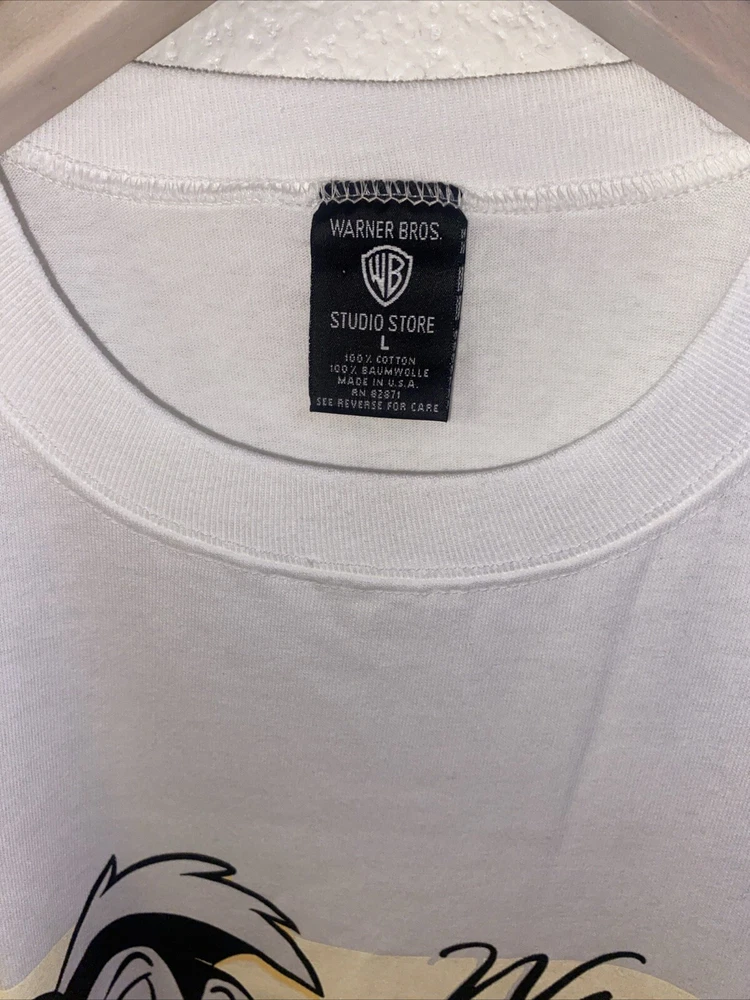 WARNER BROS.
WB
STUDIO STORE
L
100% COTTON
100% BAUMWOLLE
MADE IN U.S.A.
RN 82871
SEE REVERSE FOR CARE